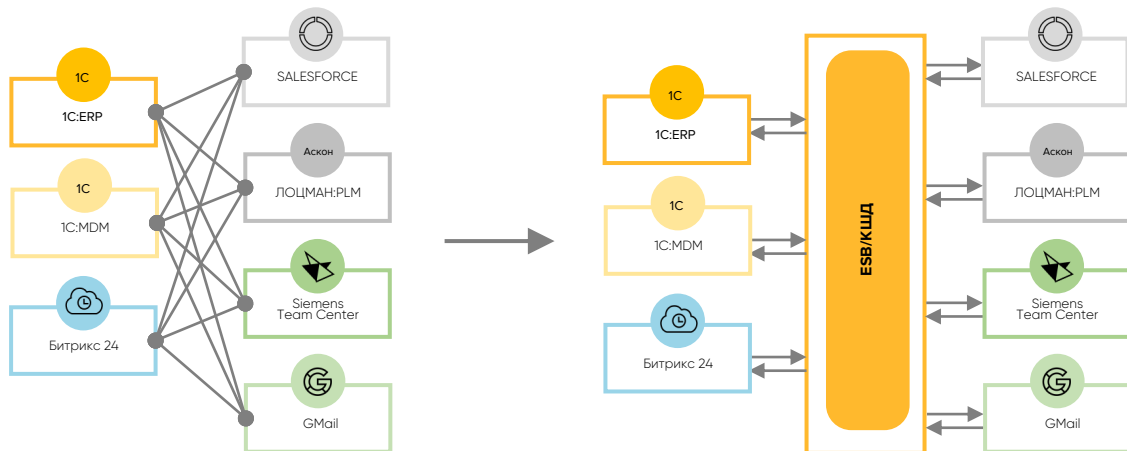 SALESFORCE
1C
1C:ERP
Аскон
ЛОЦМАН:PLM
1C
1C:MDM
Siemens
Team Center
Битрикс 24
G
GMail
SALESFORCE
1C
1C:ERP
Аскон
ЛОЦМАН:PLM
1C
1C:MDM
ESB/КШД
Siemens
Team Center
Битрикс 24
G
GMail